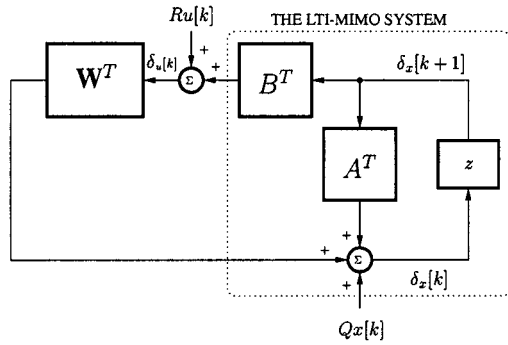 Ru[k]
THE LTI-MIMO SYSTEM
+
W^T
δ_u[k]
Σ
+
B^T
δ_x[k + 1]
A^T
z
+
+
Σ
δ_x[k]
+
Qx[k]